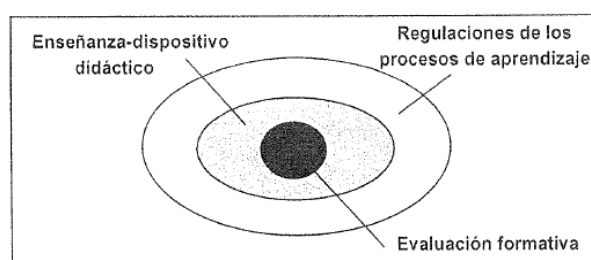 Enseñanza-dispositivo
didáctico
Regulaciones de los
procesos de aprendizaje
Evaluación formativa